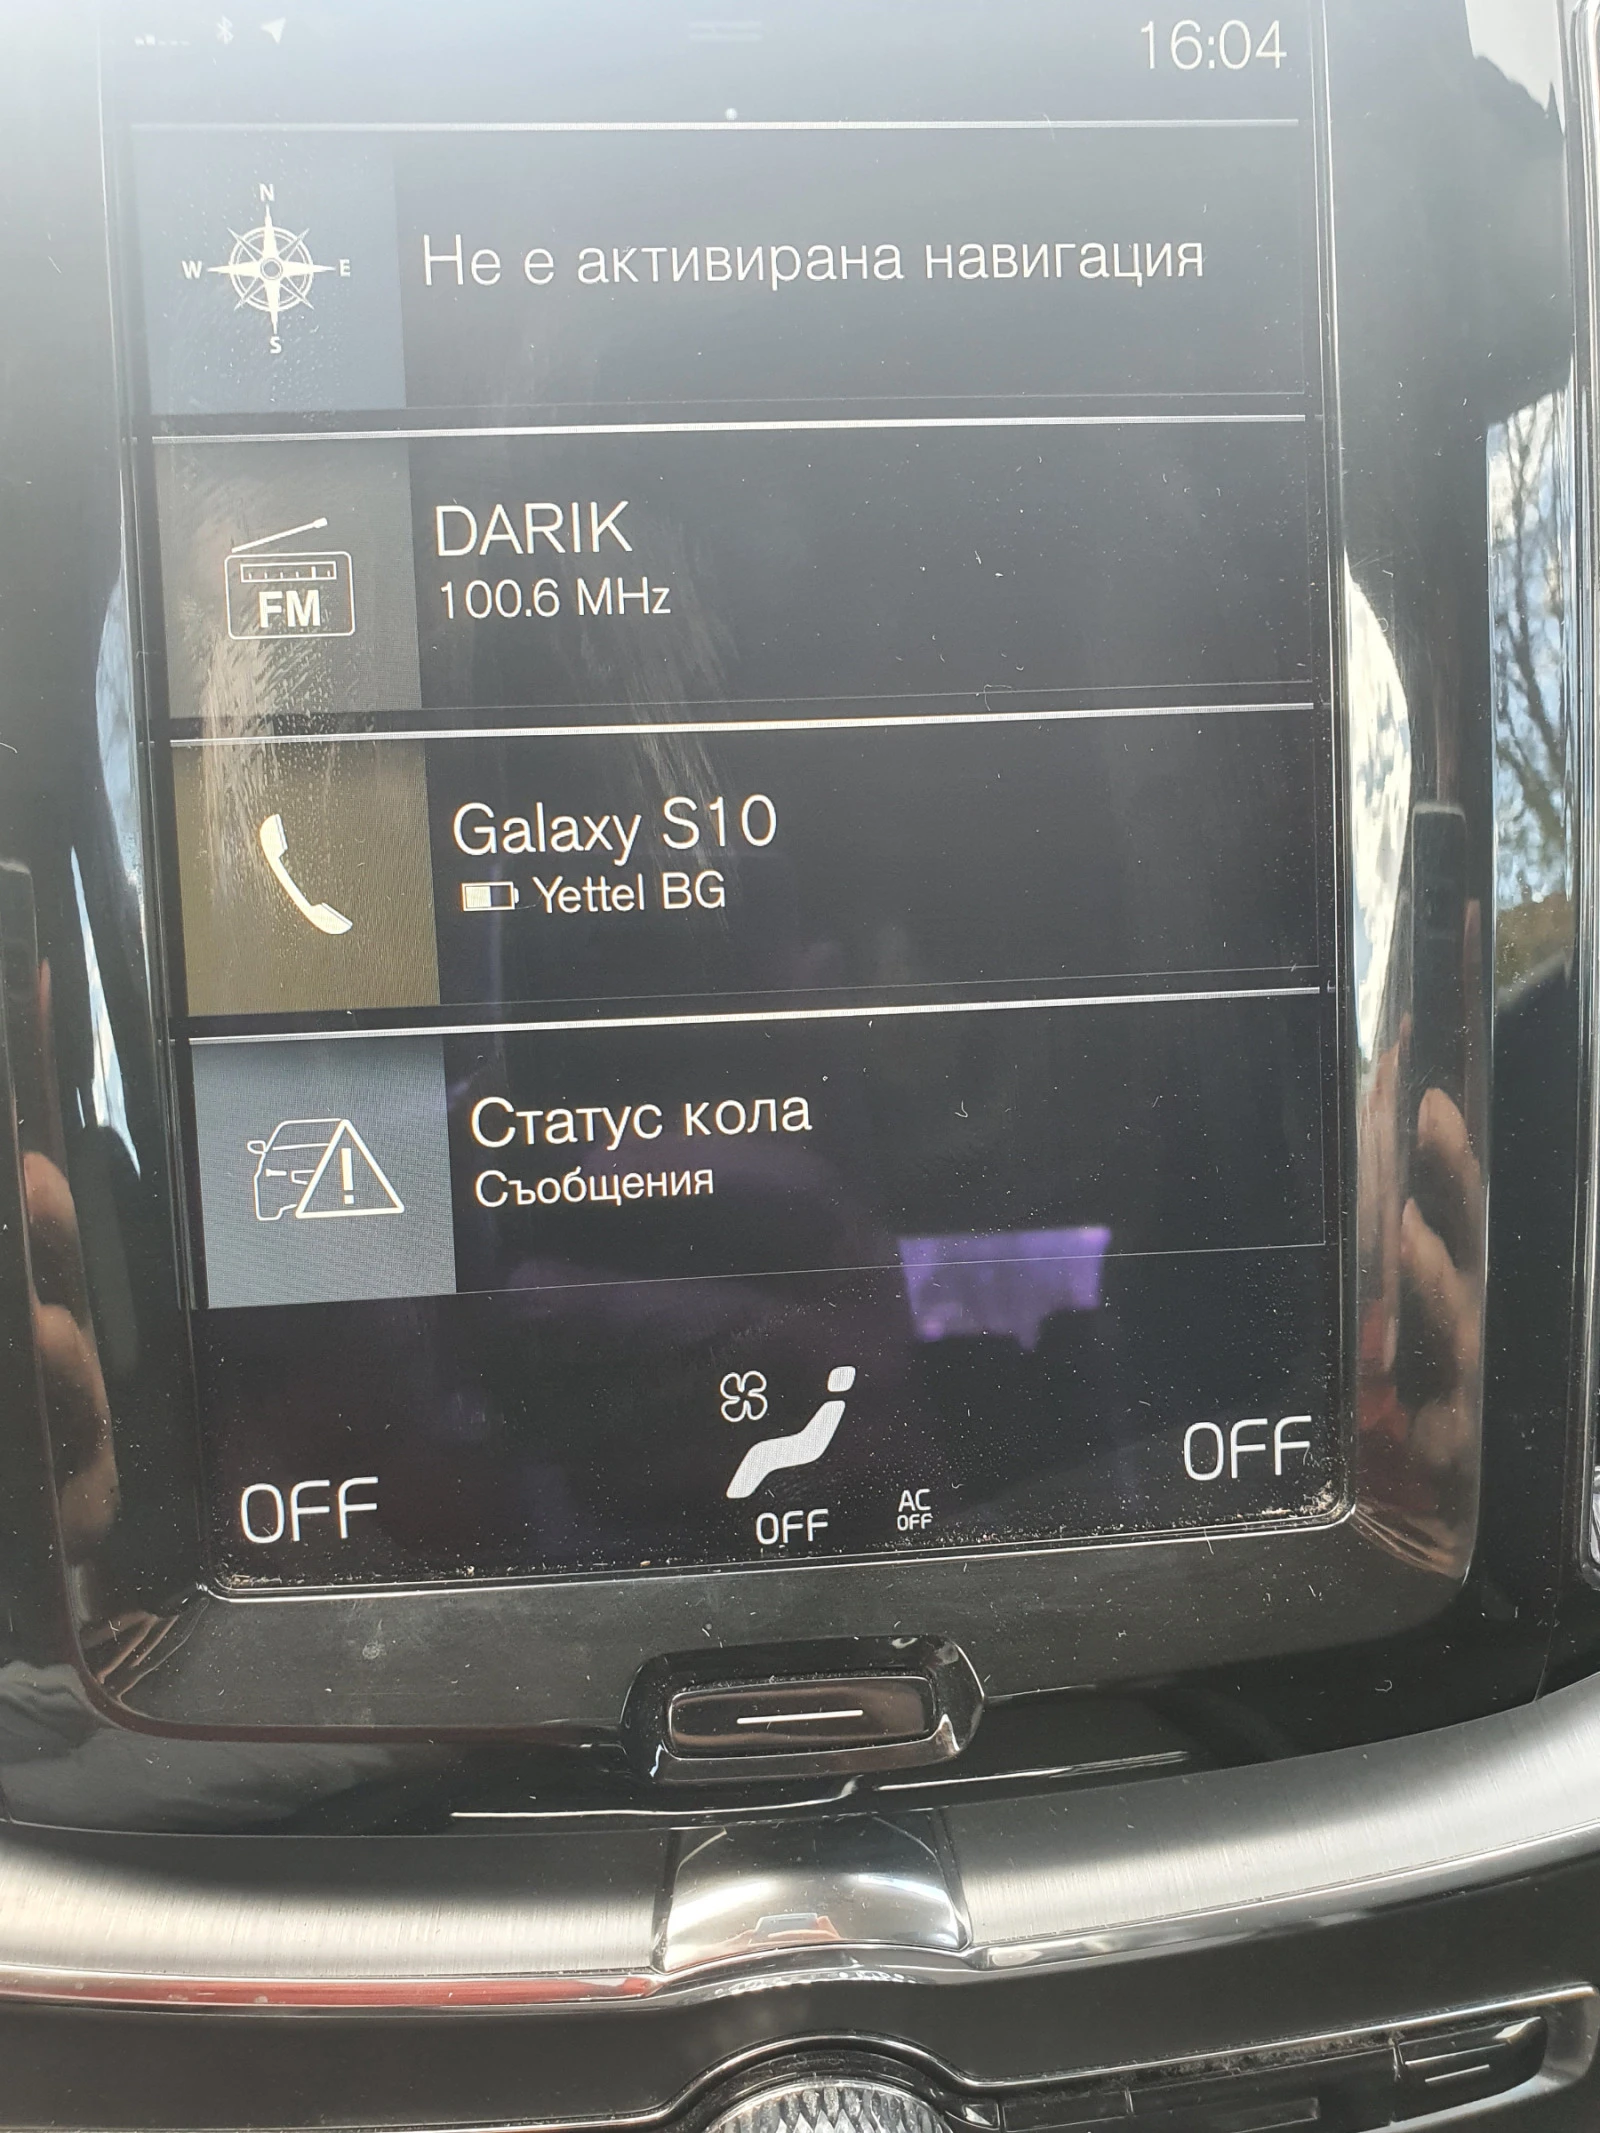 16:04
N
W E
S
Не е активирана навигация
DARIK
100.6 MHz
FM
Galaxy S10
Yettel BG
Статус кола
Съобщения
OFF
OFF
AC
OFF
OFF